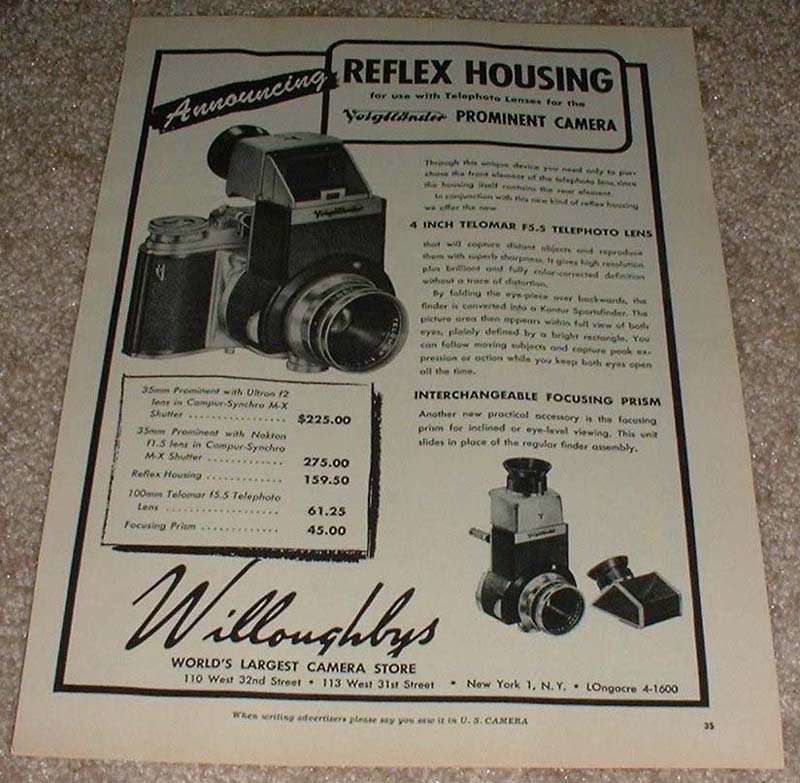 Announcing
REFLEX HOUSING
for use with Telephoto Lenses for the
Voigtländer PROMINENT CAMERA
Through this unique device you need only to pur-
chase the front element of the telephoto lens since
the housing itself contains the rear element.
In conjunction with this new kind of reflex housing
we offer the new
4 INCH TELOMAR F5.5 TELEPHOTO LENS
that will capture distant objects and reproduce
them with superb sharpness. It gives high resolution
plus brilliant and fully color-corrected definition
without a trace of distortion.
By folding the eye-piece over backwards, the
finder is converted into a Kontur Sportsfinder. The
picture area then appears within full view of both
eyes, plainly defined by a bright rectangle. You
can follow moving subjects and capture peak ex-
pression or action while you keep both eyes open
all the time.
INTERCHANGEABLE FOCUSING PRISM
Another new practical accessory is the focusing
prism for inclined or eye-level viewing. This unit
slides in place of the regular finder assembly.
Voigtländer
35mm Prominent with Ultron f2
lens in Compur-Synchro M-X
Shutter .............. $225.00
35mm Prominent with Nokton
f1.5 lens in Compur-Synchro
M-X Shutter ............ 275.00
Reflex Housing ............ 159.50
100mm Telomar f5.5 Telephoto
Lens .................. 61.25
Focusing Prism ............ 45.00
Voigtländer
Willoughbys
WORLD'S LARGEST CAMERA STORE
110 West 32nd Street • 113 West 31st Street • New York 1, N. Y. • LOngacre 4-1600
When writing advertisers please say you saw it in U. S. CAMERA
35